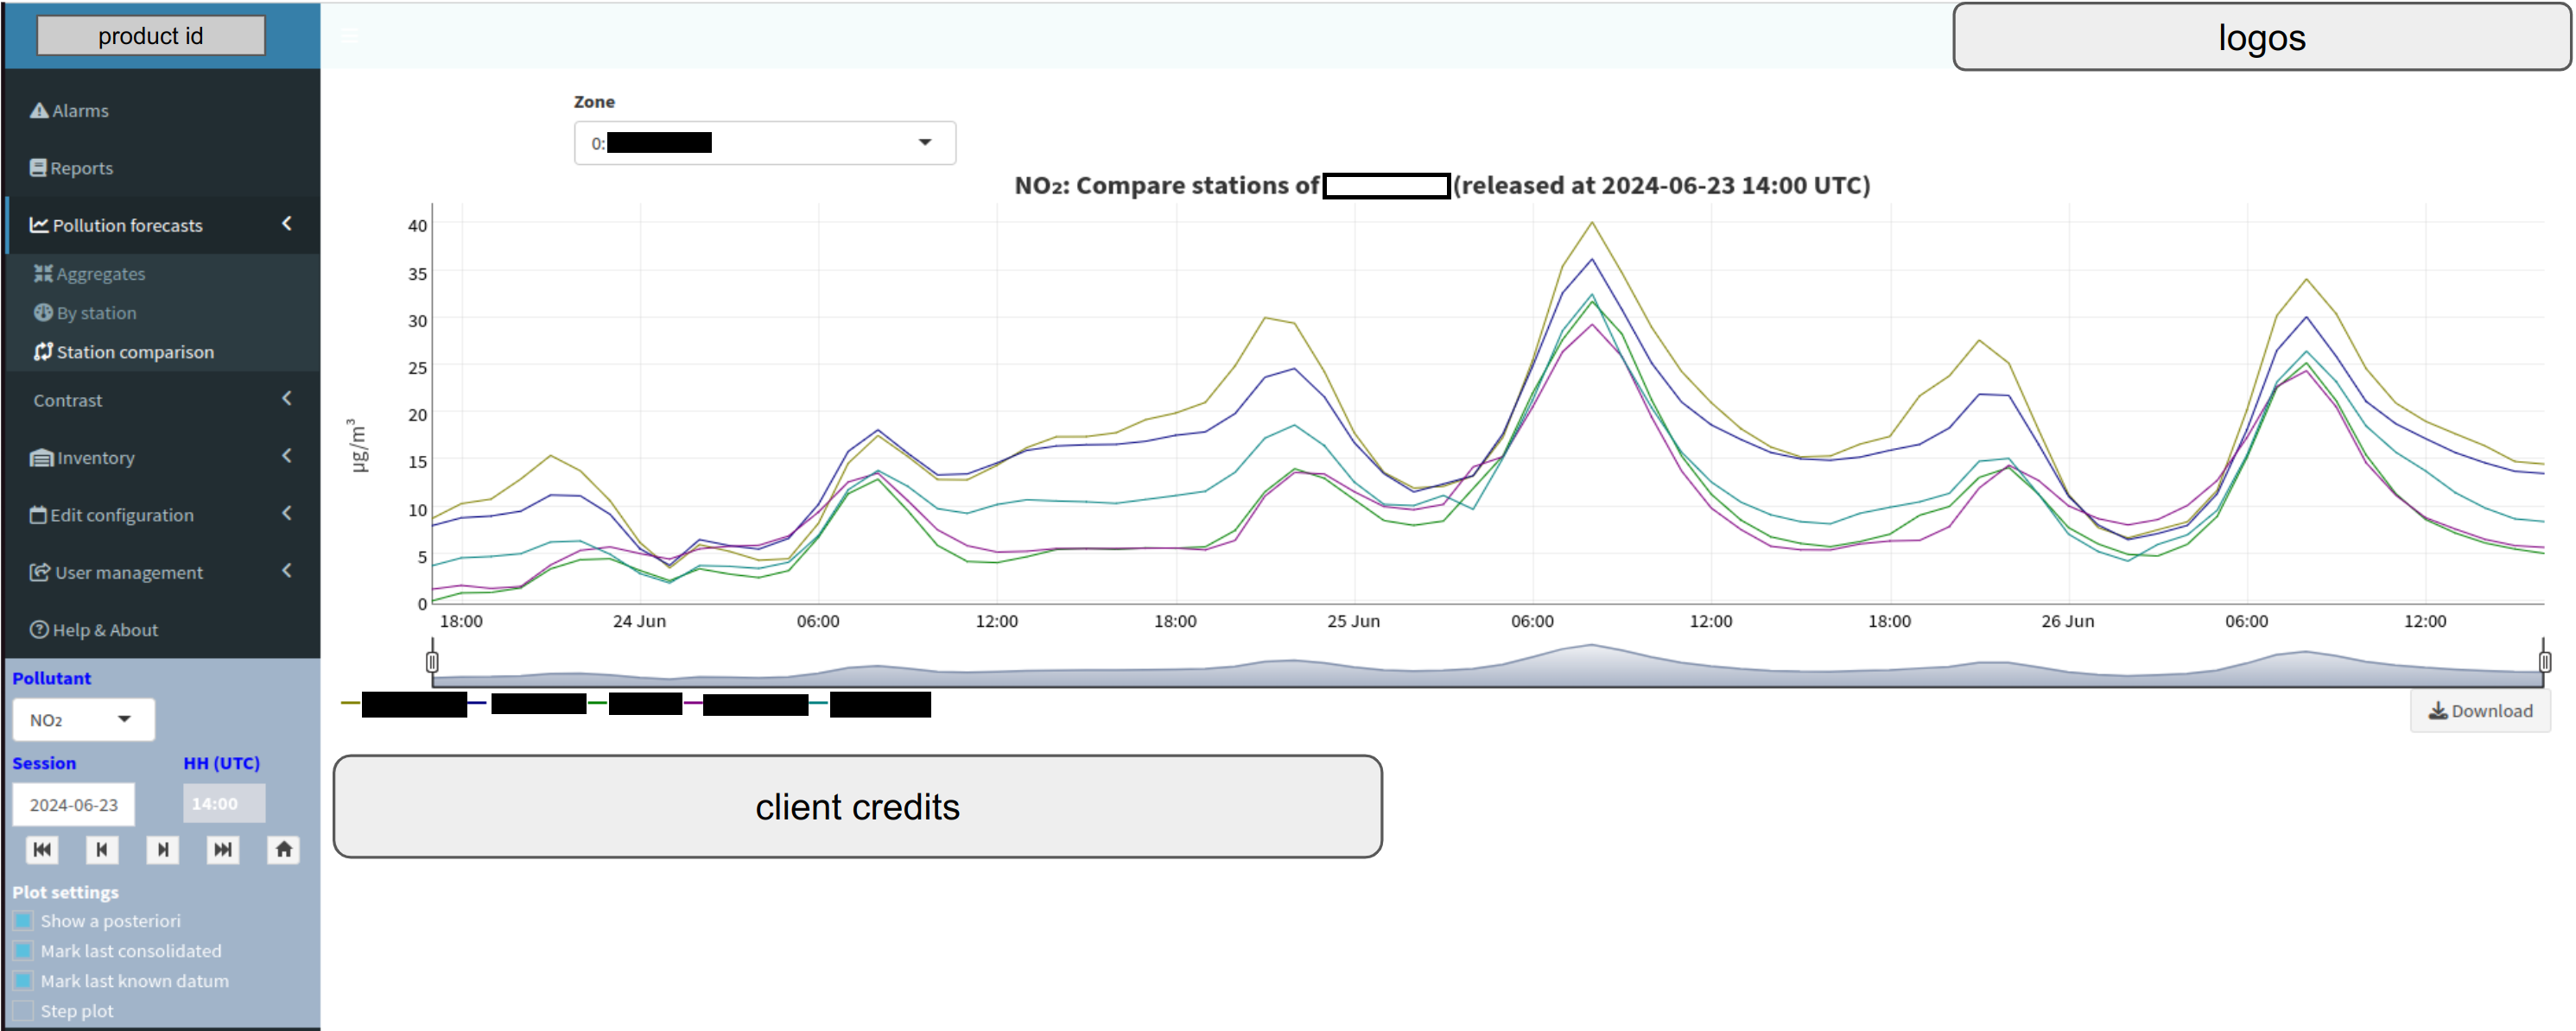 product id
logos
Alarms
Reports
Pollution forecasts
Aggregates
By station
Station comparison
Contrast
Inventory
Edit configuration
User management
Help & About
Pollutant
NO₂
Session
HH (UTC)
2024-06-23
14:00
Plot settings
Show a posteriori
Mark last consolidated
Mark last known datum
Step plot
Zone
0:
NO₂: Compare stations of (released at 2024-06-23 14:00 UTC)
40
35
30
25
20
15
10
5
0
µg/m³
18:00 24 Jun 06:00 12:00 18:00 25 Jun 06:00 12:00 18:00 26 Jun 06:00 12:00
Download
client credits